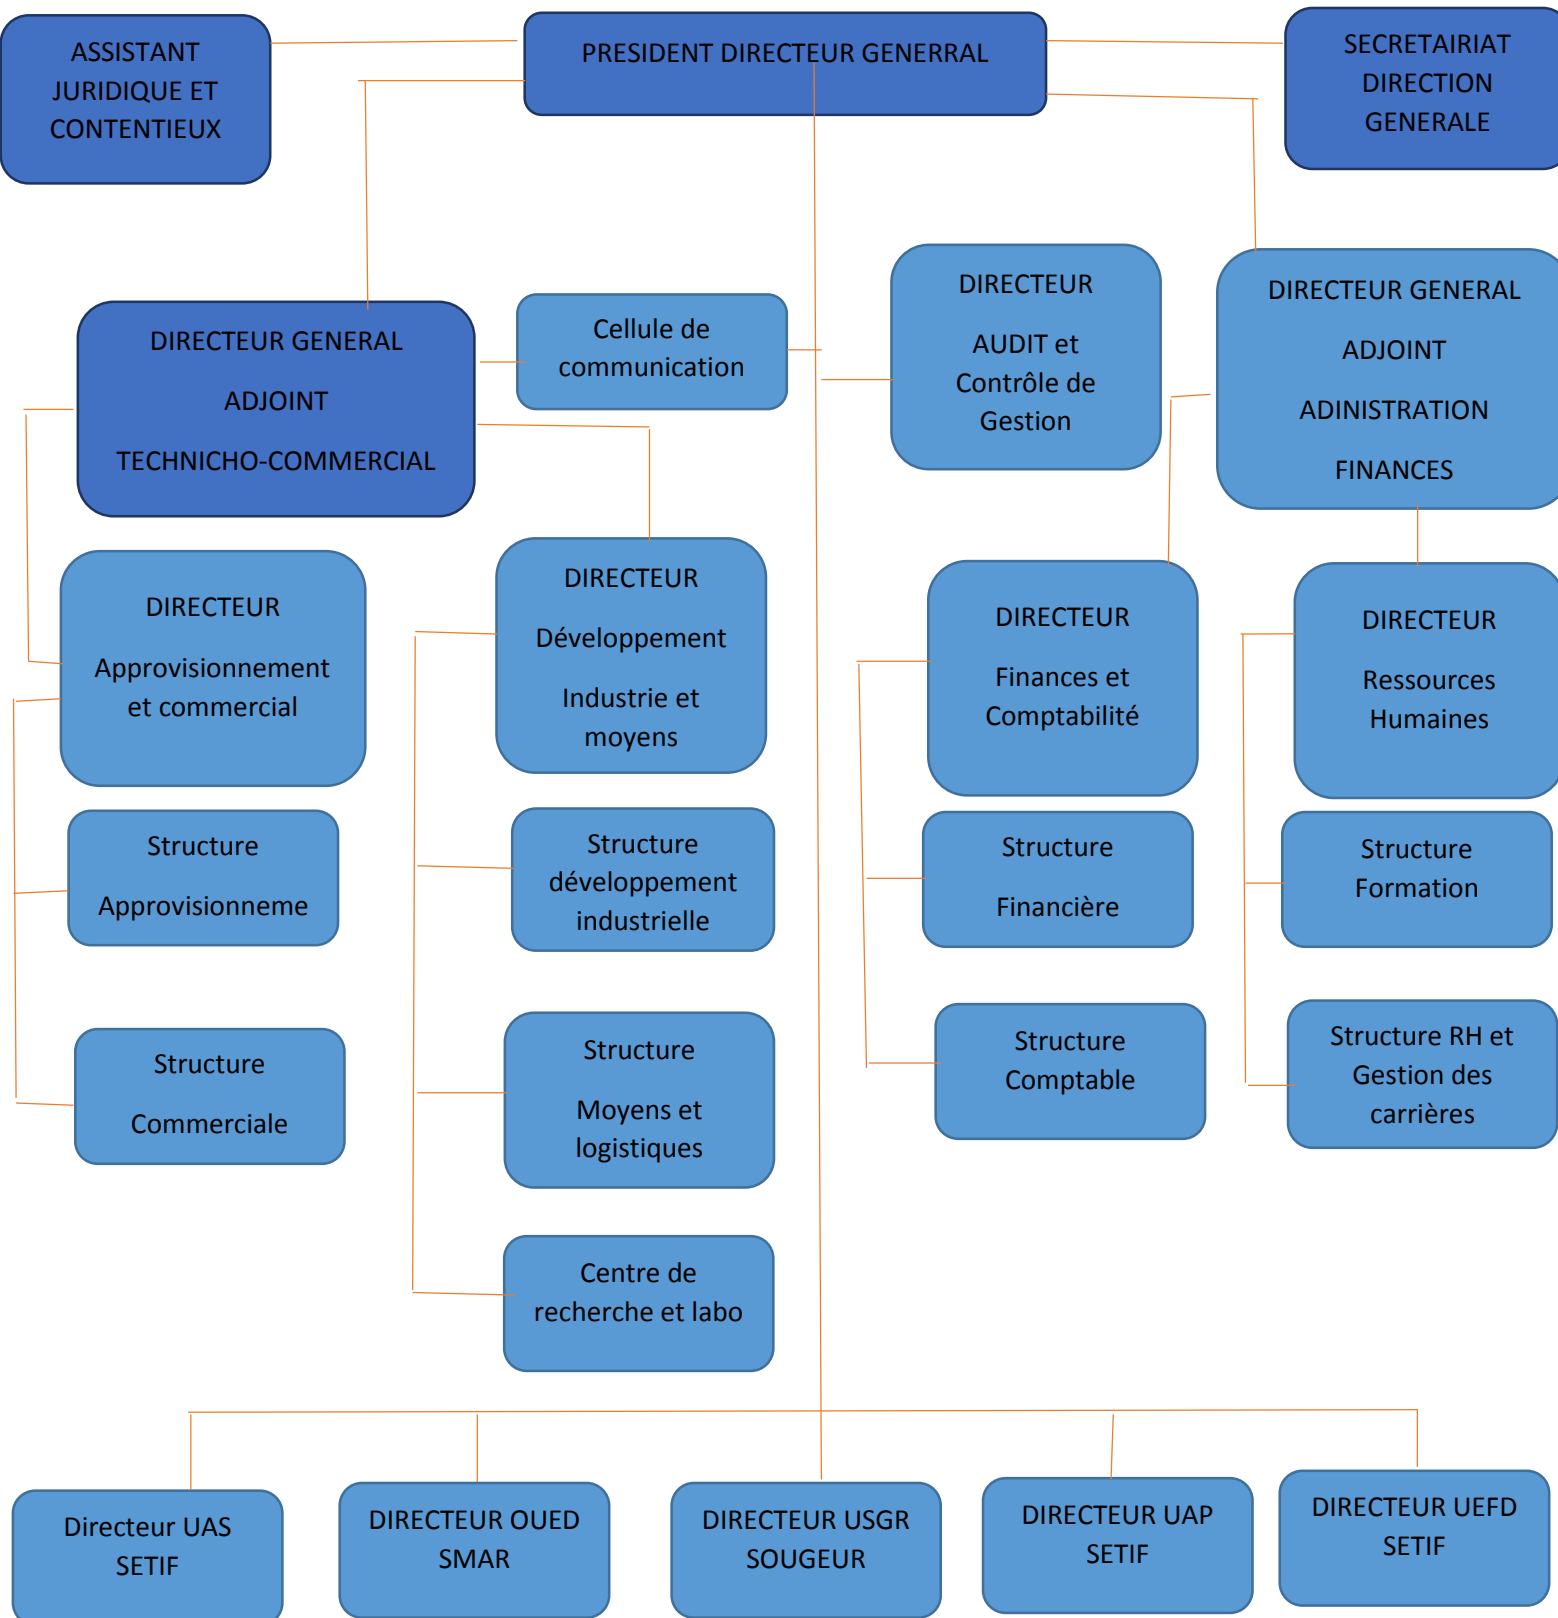 ASSISTANT
JURIDIQUE ET
CONTENTIEUX
PRESIDENT DIRECTEUR GENERRAL
SECRETAIRIAT
DIRECTION
GENERALE
DIRECTEUR GENERAL
ADJOINT
TECHNICHO-COMMERCIAL
Cellule de
communication
DIRECTEUR
AUDIT et
Contrôle de
Gestion
DIRECTEUR GENERAL
ADJOINT
ADINISTRATION
FINANCES
DIRECTEUR
Approvisionnement
et commercial
DIRECTEUR
Développement
Industrie et
moyens
DIRECTEUR
Finances et
Comptabilité
DIRECTEUR
Ressources
Humaines
Structure
Approvisionneme
Structure
développement
industrielle
Structure
Financière
Structure
Formation
Structure
Commerciale
Structure
Moyens et
logistiques
Structure
Comptable
Structure RH et
Gestion des
carrières
Centre de
recherche et labo
Directeur UAS
SETIF
DIRECTEUR OUED
SMAR
DIRECTEUR USGR
SOUGEUR
DIRECTEUR UAP
SETIF
DIRECTEUR UEFD
SETIF